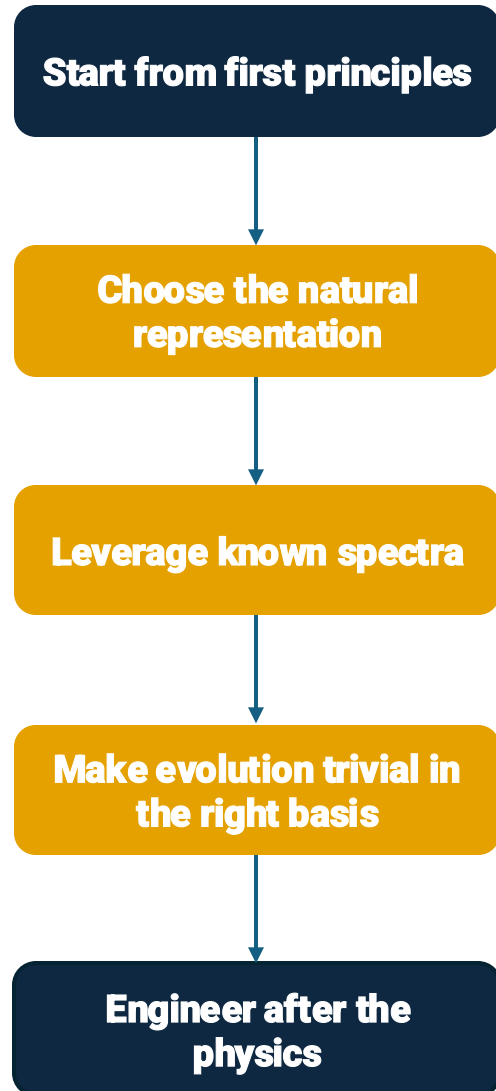 Start from first principles
Choose the natural
representation
Leverage known spectra
Make evolution trivial in
the right basis
Engineer after the
physics